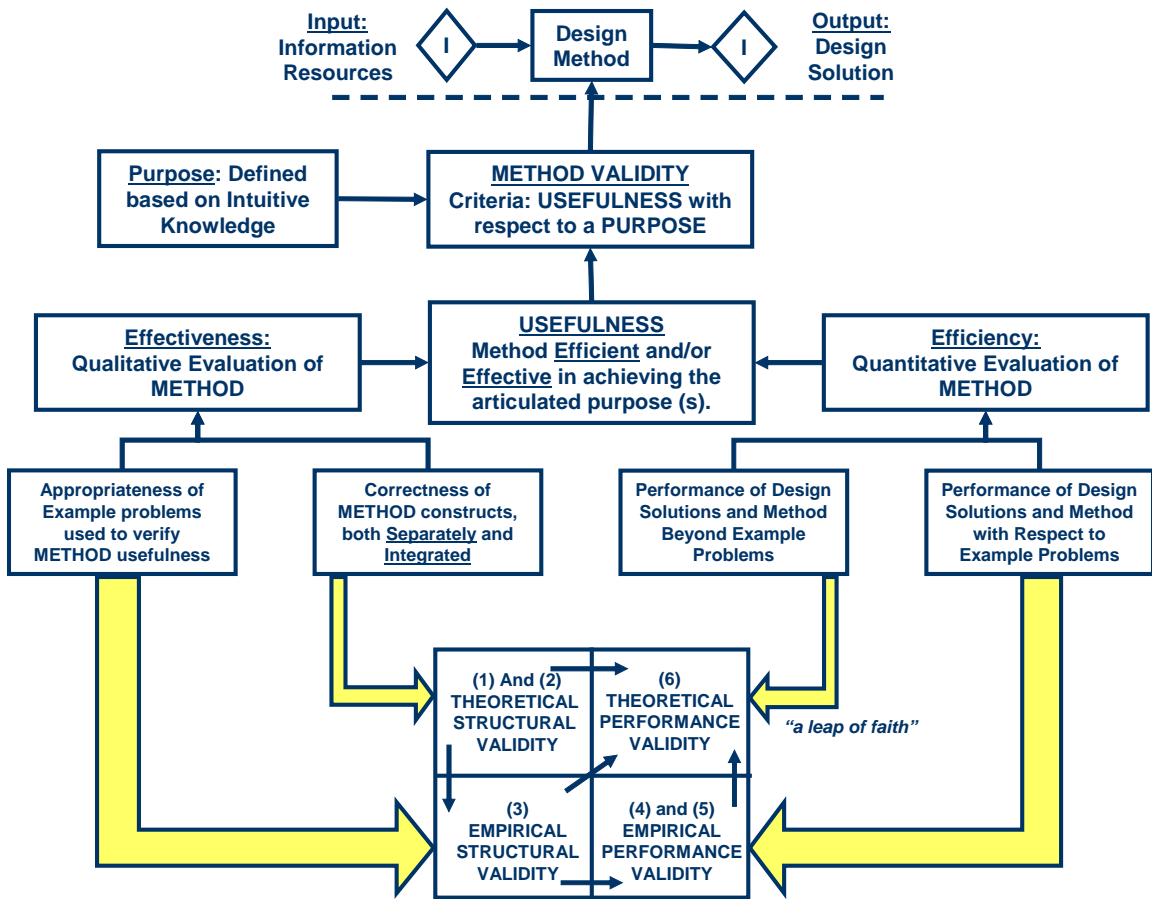 Input:
Information
Resources
I
Design
Method
I
Output:
Design
Solution
Purpose: Defined
based on Intuitive
Knowledge
METHOD VALIDITY
Criteria: USEFULNESS with
respect to a PURPOSE
Effectiveness:
Qualitative Evaluation of
METHOD
USEFULNESS
Method Efficient and/or
Effective in achieving the
articulated purpose (s).
Efficiency:
Quantitative Evaluation of
METHOD
Appropriateness of
Example problems
used to verify
METHOD usefulness
Correctness of
METHOD constructs,
both Separately and
Integrated
Performance of Design
Solutions and Method
Beyond Example
Problems
Performance of Design
Solutions and Method
with Respect to
Example Problems
(1) And (2)
THEORETICAL
STRUCTURAL
VALIDITY
(6)
THEORETICAL
PERFORMANCE
VALIDITY
“a leap of faith”
(3)
EMPIRICAL
STRUCTURAL
VALIDITY
(4) and (5)
EMPIRICAL
PERFORMANCE
VALIDITY